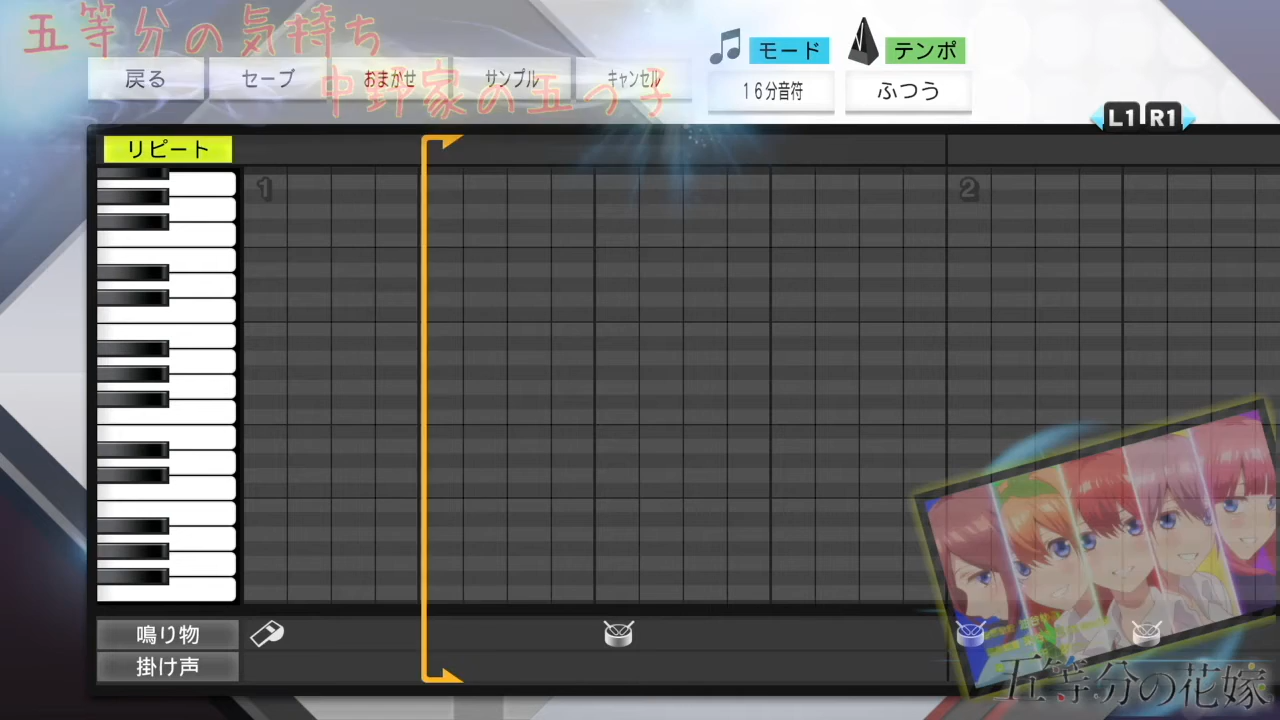 五等分の気持ち
中野家の五つ子
戻る
セーブ
おまかせ
サンプル
キャンセル
モード
16分音符
テンポ
ふつう
L1 R1
リピート
1
2
鳴り物
掛け声
五等分の花嫁